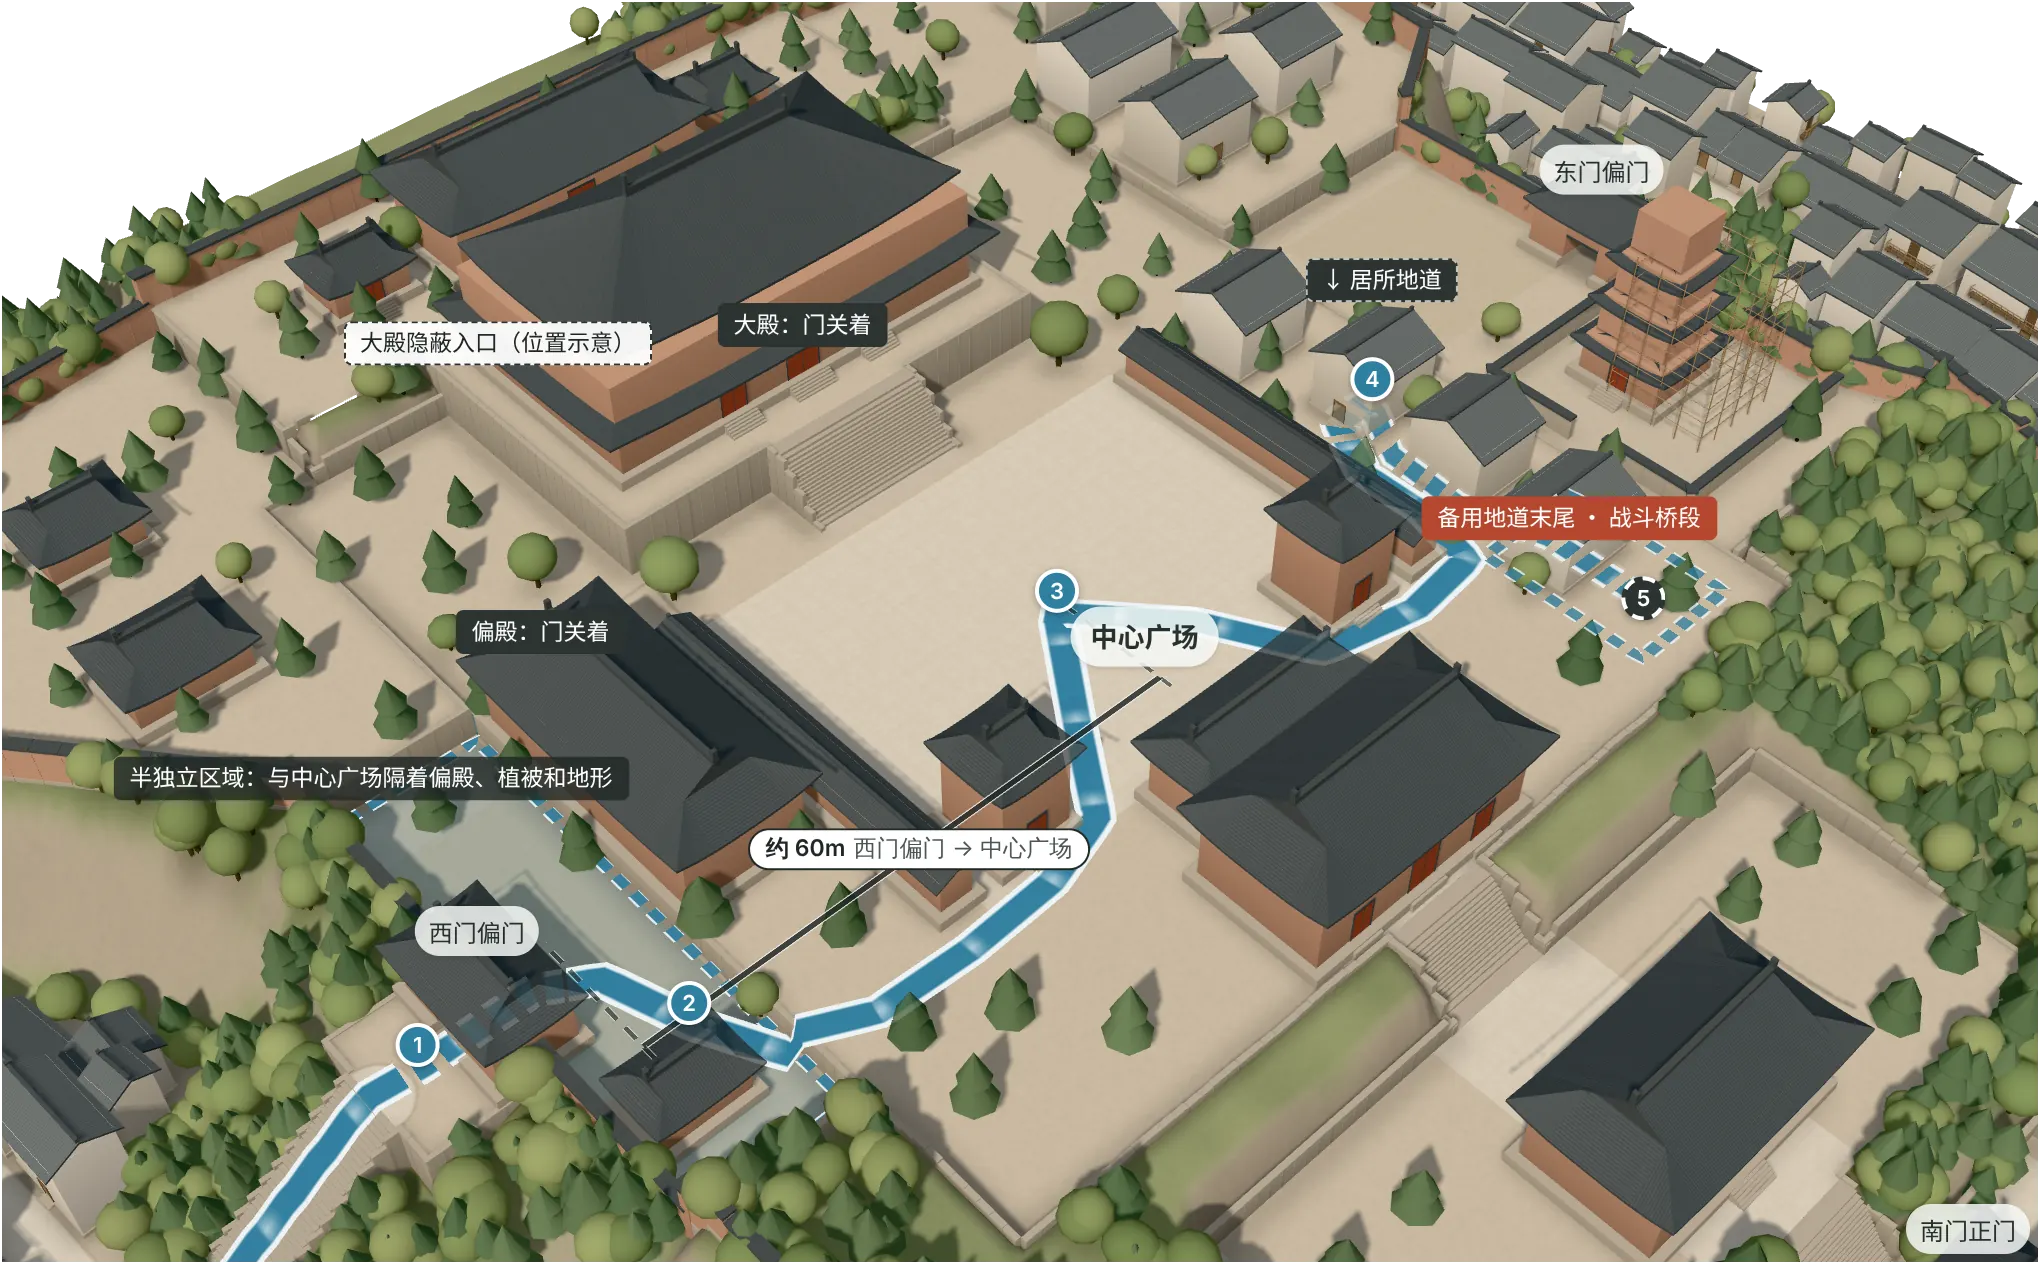 东门偏门
↓ 居所地道
大殿隐蔽入口（位置示意）
大殿：门关着
4
备用地道末尾 · 战斗桥段
3
5
中心广场
偏殿：门关着
半独立区域：与中心广场隔着偏殿、植被和地形
约 60m 西门偏门 → 中心广场
西门偏门
2
1
南门正门